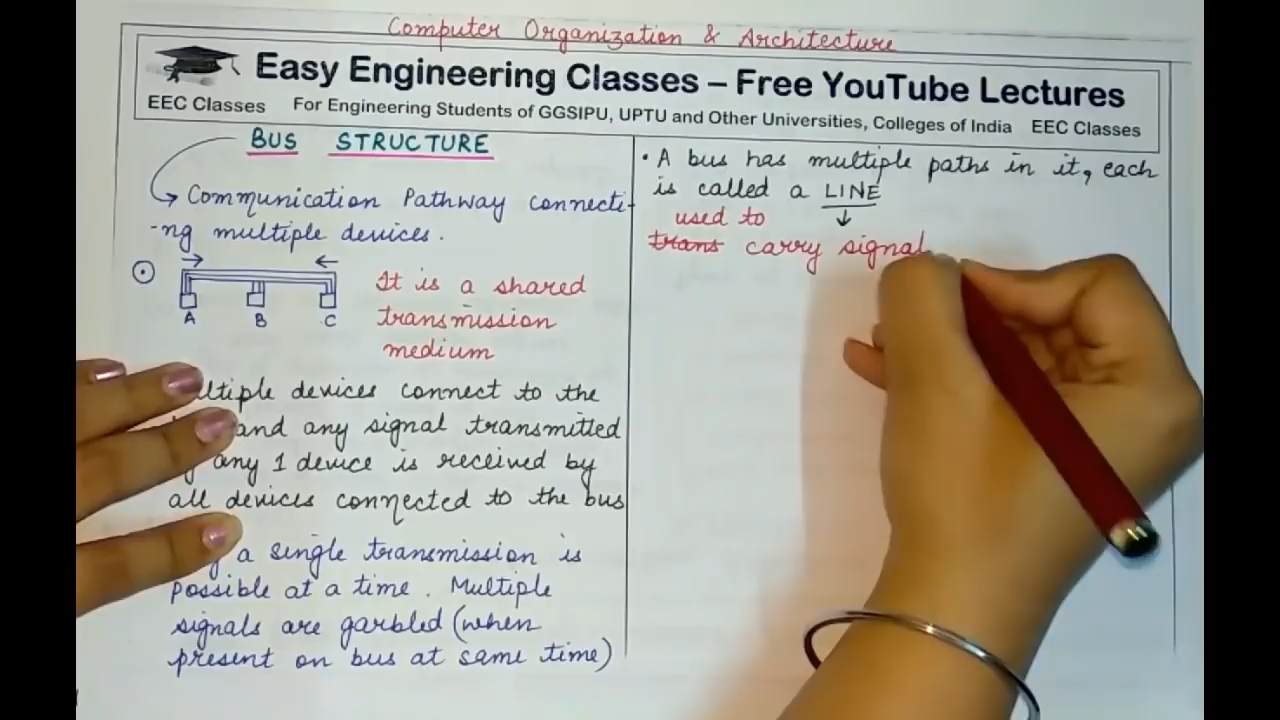 Computer Organization & Architecture
Easy Engineering Classes – Free YouTube Lectures
EEC Classes For Engineering Students of GGSIPU, UPTU and Other Universities, Colleges of India EEC Classes
BUS STRUCTURE
Communication Pathway connecti-
-ng multiple devices.
A B C
It is a shared
transmission
medium
ltiple devices connect to the
and any signal transmitted
any 1 device is received by
all devices connected to the bus
a single transmission is
possible at a time. Multiple
signals are garbled (when
present on bus at same time)
• A bus has multiple paths in it, each
is called a LINE
used to
trans carry signal